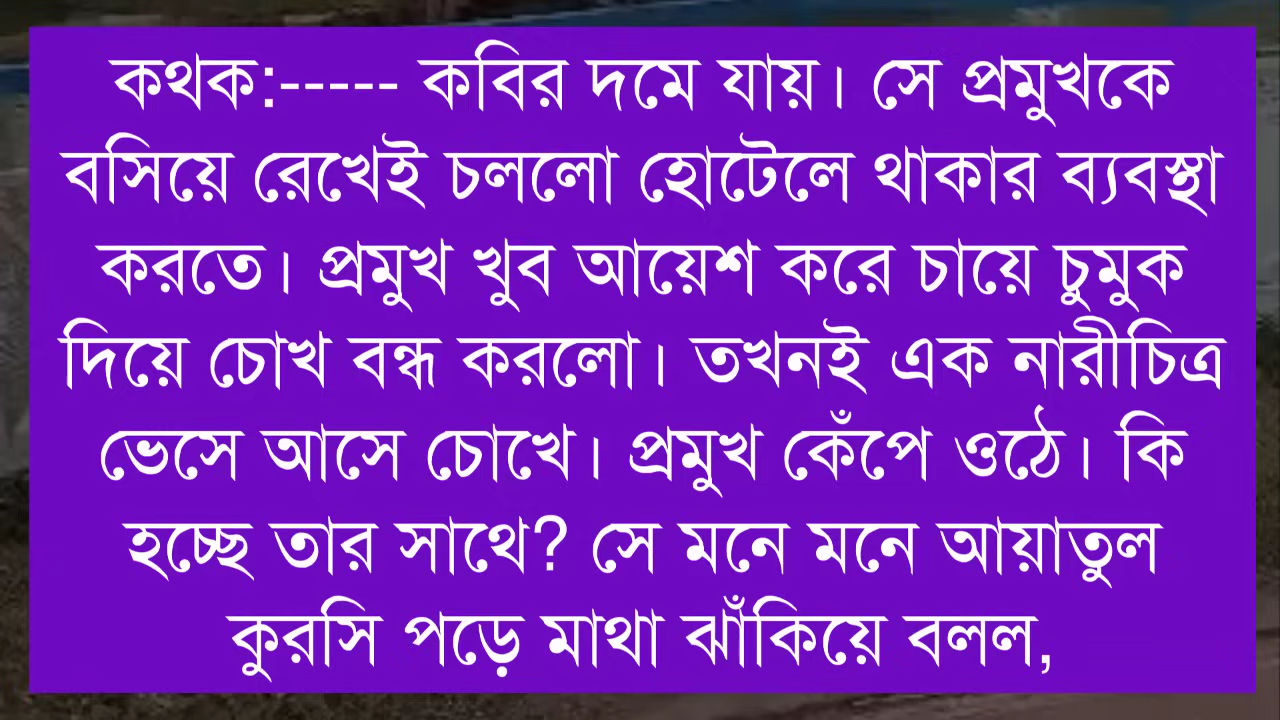 কথক:----- কবির দমে যায়। সে প্রমুখকে
বসিয়ে রেখেই চললো হোটেলে থাকার ব্যবস্থা
করতে। প্রমুখ খুব আয়েশ করে চায়ে চুমুক
দিয়ে চোখ বন্ধ করলো। তখনই এক নারীচিত্র
ভেসে আসে চোখে। প্রমুখ কেঁপে ওঠে। কি
হচ্ছে তার সাথে? সে মনে মনে আয়াতুল
কুরসি পড়ে মাথা ঝাঁকিয়ে বলল,